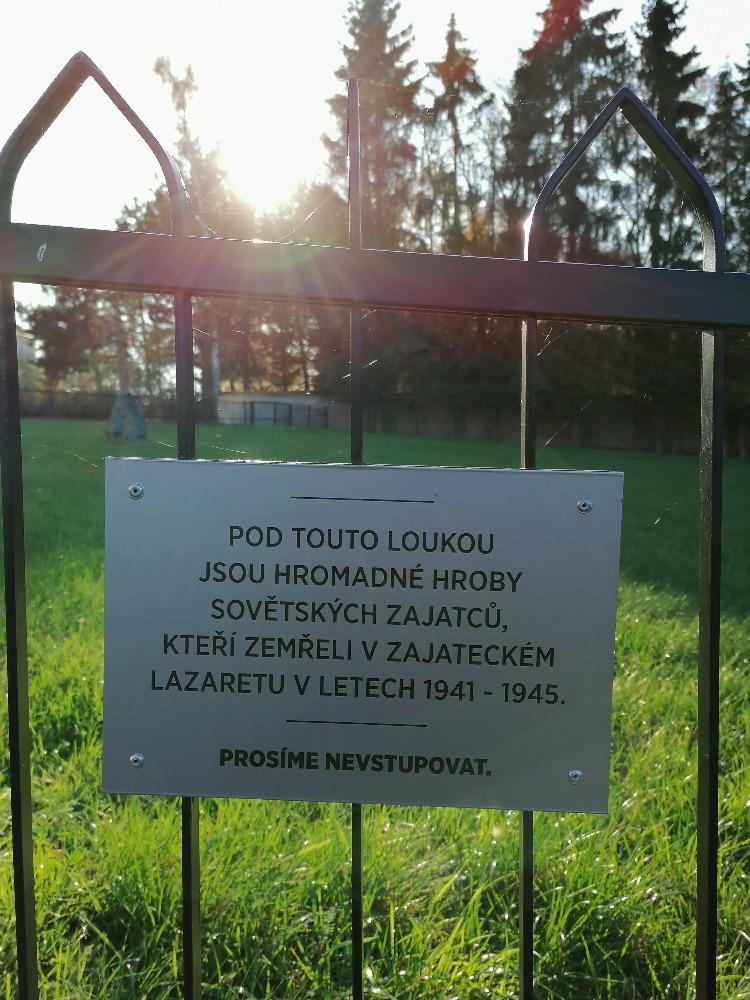 POD TOUTO LOUKOU
JSOU HROMADNÉ HROBY
SOVĚTSKÝCH ZAJATCŮ,
KTEŘÍ ZEMŘELI V ZAJATECKÉM
LAZARETU V LETECH 1941 - 1945.
PROSÍME NEVSTUPOVAT.